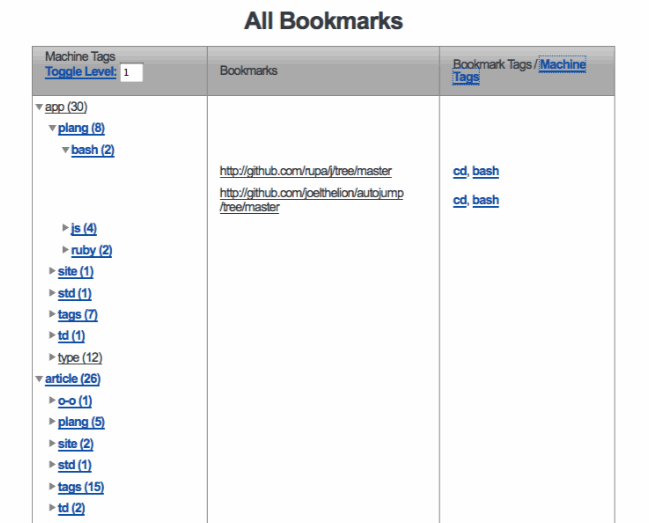 All Bookmarks
Machine Tags
Toggle Level: 1
Bookmarks
Bookmark Tags / Machine
Tags
app (30)
plang (8)
bash (2)
http://github.com/rupa/j/tree/master
cd, bash
http://github.com/joelthelion/autojump
/tree/master
cd, bash
js (4)
ruby (2)
site (1)
std (1)
tags (7)
td (1)
type (12)
article (26)
o-o (1)
plang (5)
site (2)
std (1)
tags (15)
td (2)